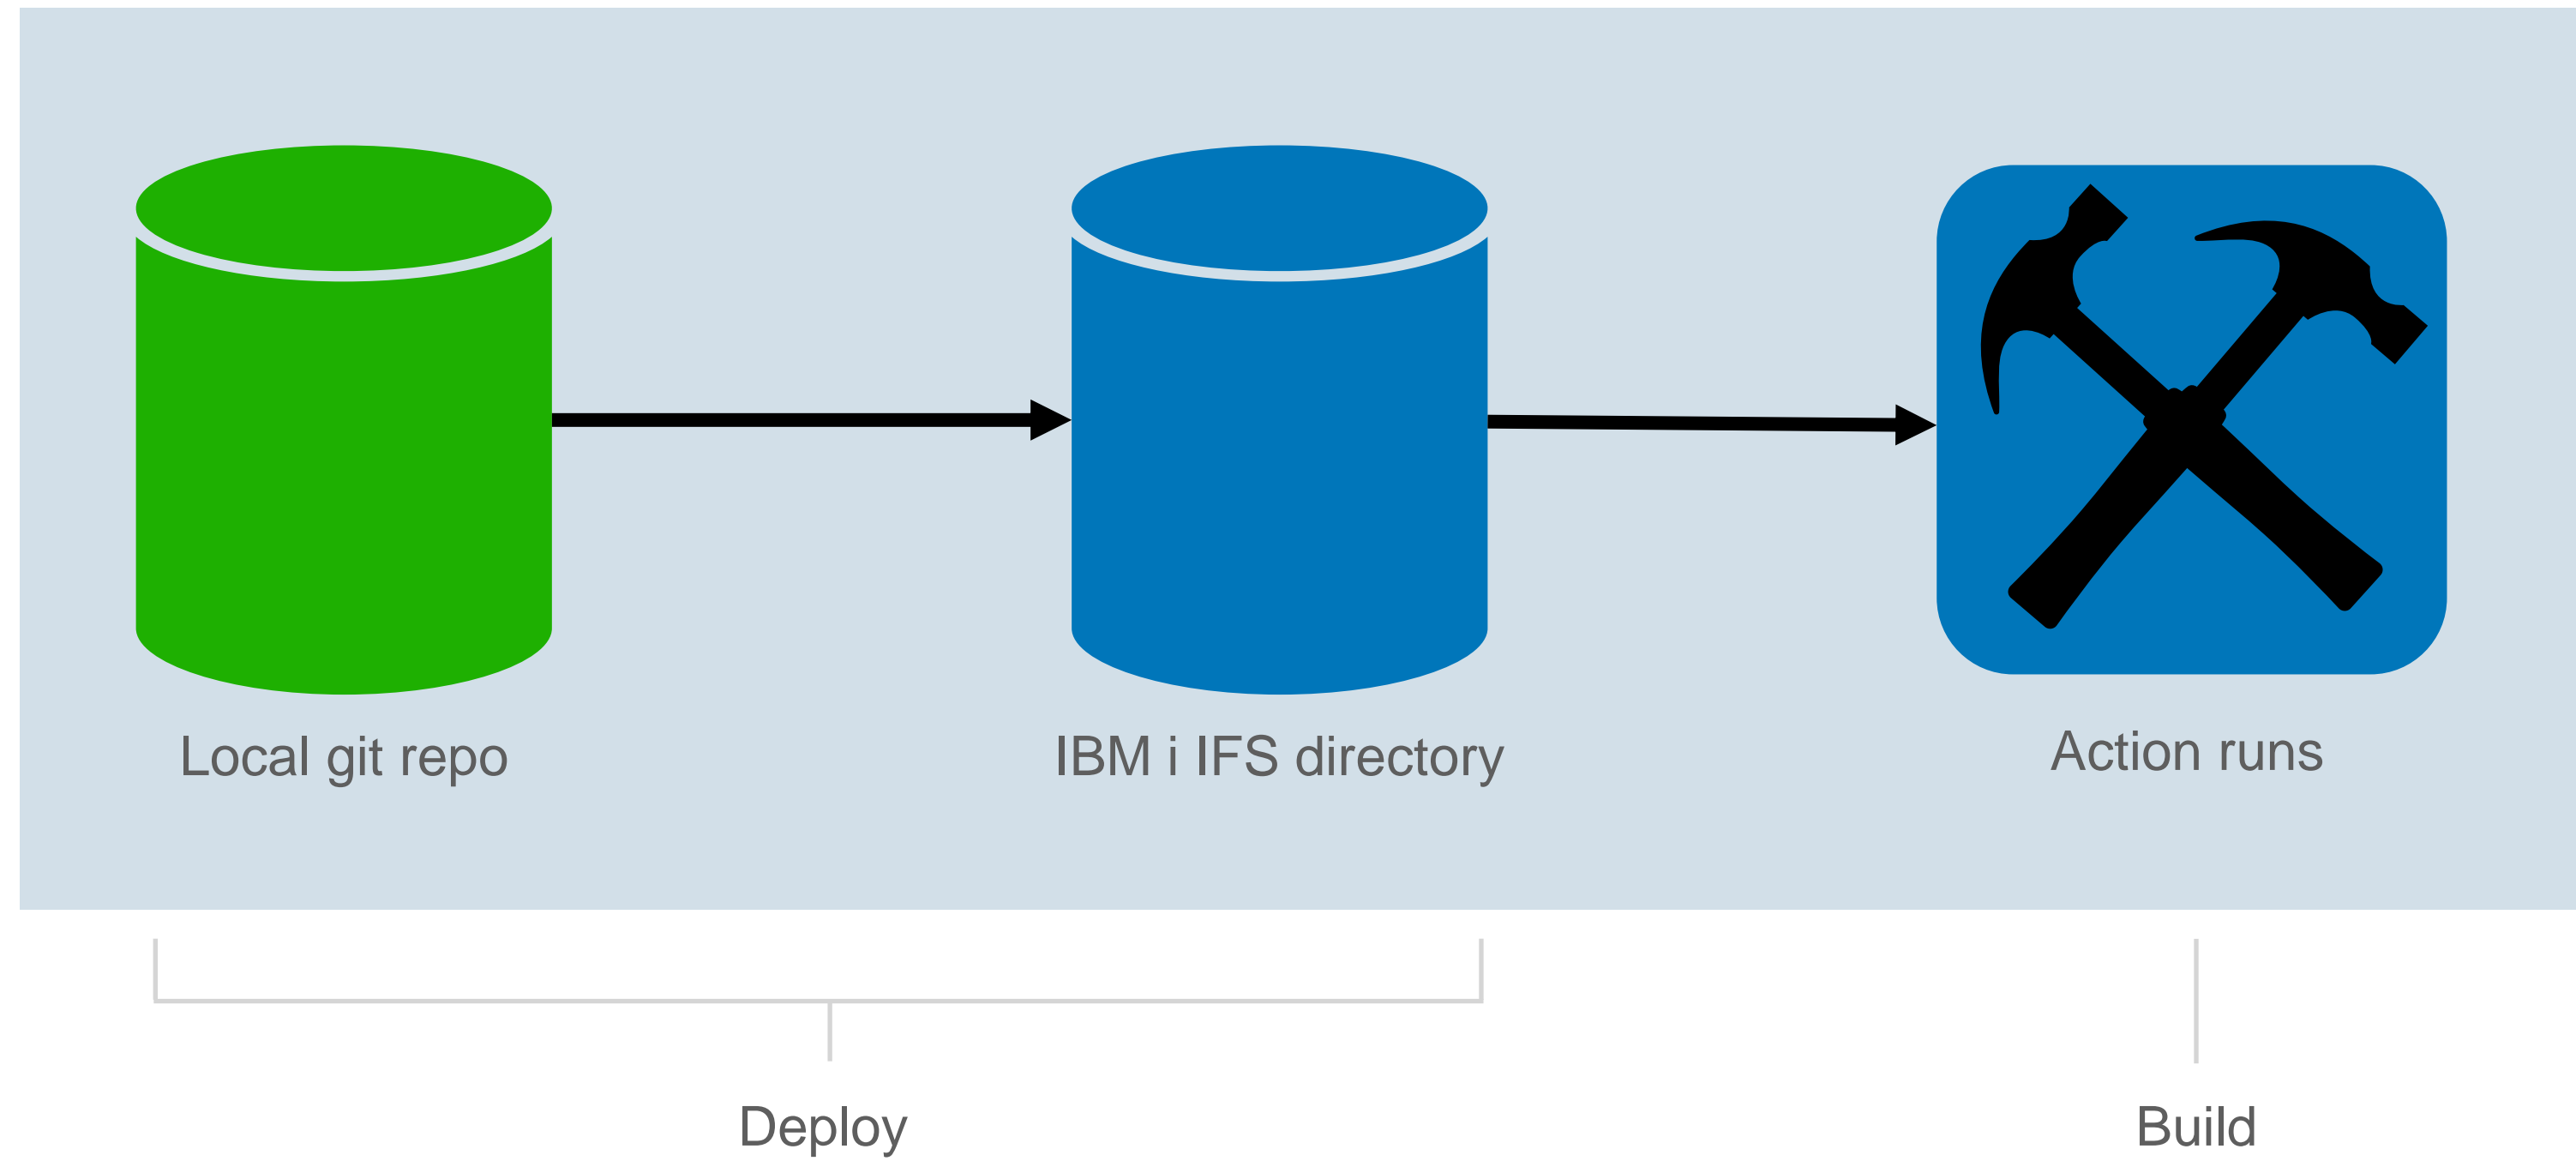 Local git repo
IBM i IFS directory
Action runs
Deploy
Build